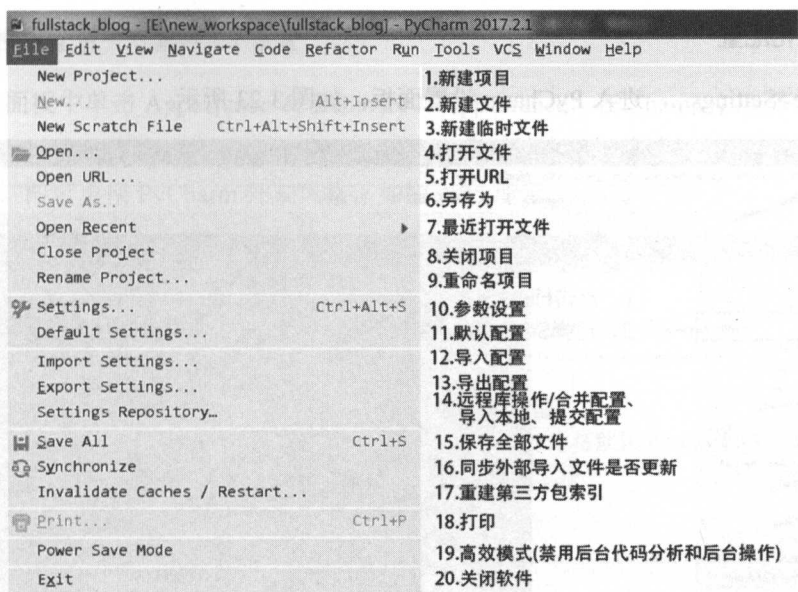 fullstack_blog - [E:\new_workspace\fullstack_blog] - PyCharm 2017.2.1
File Edit View Navigate Code Refactor Run Tools VCS Window Help
New Project... 1.新建项目
New... Alt+Insert 2.新建文件
New Scratch File Ctrl+Alt+Shift+Insert 3.新建临时文件
Open... 4.打开文件
Open URL... 5.打开URL
Save As... 6.另存为
Open Recent 7.最近打开文件
Close Project 8.关闭项目
Rename Project... 9.重命名项目
Settings... Ctrl+Alt+S 10.参数设置
Default Settings... 11.默认配置
Import Settings... 12.导入配置
Export Settings... 13.导出配置
Settings Repository… 14.远程库操作/合并配置、
导入本地、提交配置
Save All Ctrl+S 15.保存全部文件
Synchronize 16.同步外部导入文件是否更新
Invalidate Caches / Restart... 17.重建第三方包索引
Print... Ctrl+P 18.打印
Power Save Mode 19.高效模式(禁用后台代码分析和后台操作)
Exit 20.关闭软件